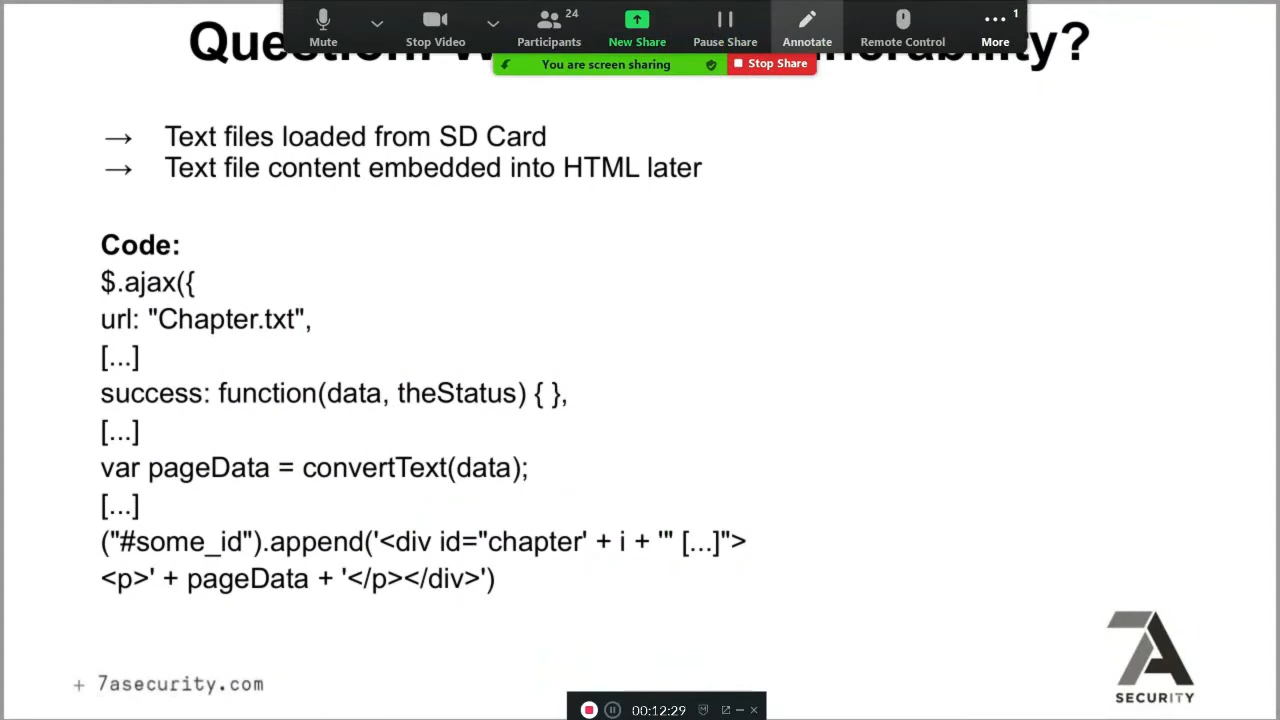 24
1
Mute
Stop Video
Participants
New Share
Pause Share
Annotate
Remote Control
More
You are screen sharing
Stop Share
→ Text files loaded from SD Card
→ Text file content embedded into HTML later
Code:
$.ajax({
url: "Chapter.txt",
[...]
success: function(data, theStatus) { },
[...]
var pageData = convertText(data);
[...]
("#some_id").append('<div id="chapter' + i + '" [...]">
<p>' + pageData + '</p></div>')
+ 7asecurity.com
7A
SECURITY
00:12:29